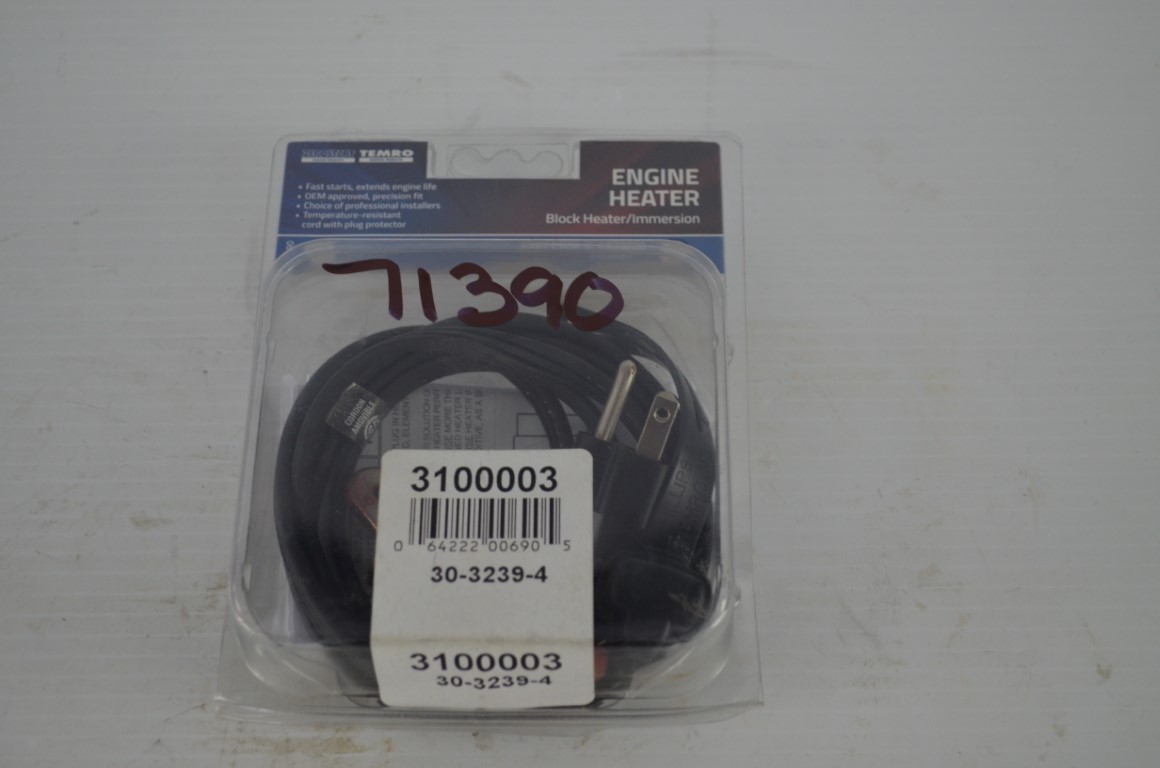 TEMRO
• Fast starts, extends engine life
• OEM approved, precision fit
• Choice of professional installers
• Temperature-resistant
cord with plug protector
ENGINE
HEATER
Block Heater/Immersion
71390
CORDON
AMOVIBLE
3100003
0 64222 00690 5
30-3239-4
3100003
30-3239-4